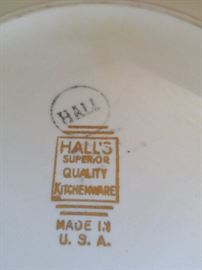 HALL
HALL'S
SUPERIOR
QUALITY
KITCHENWARE
MADE IN
U. S. A.